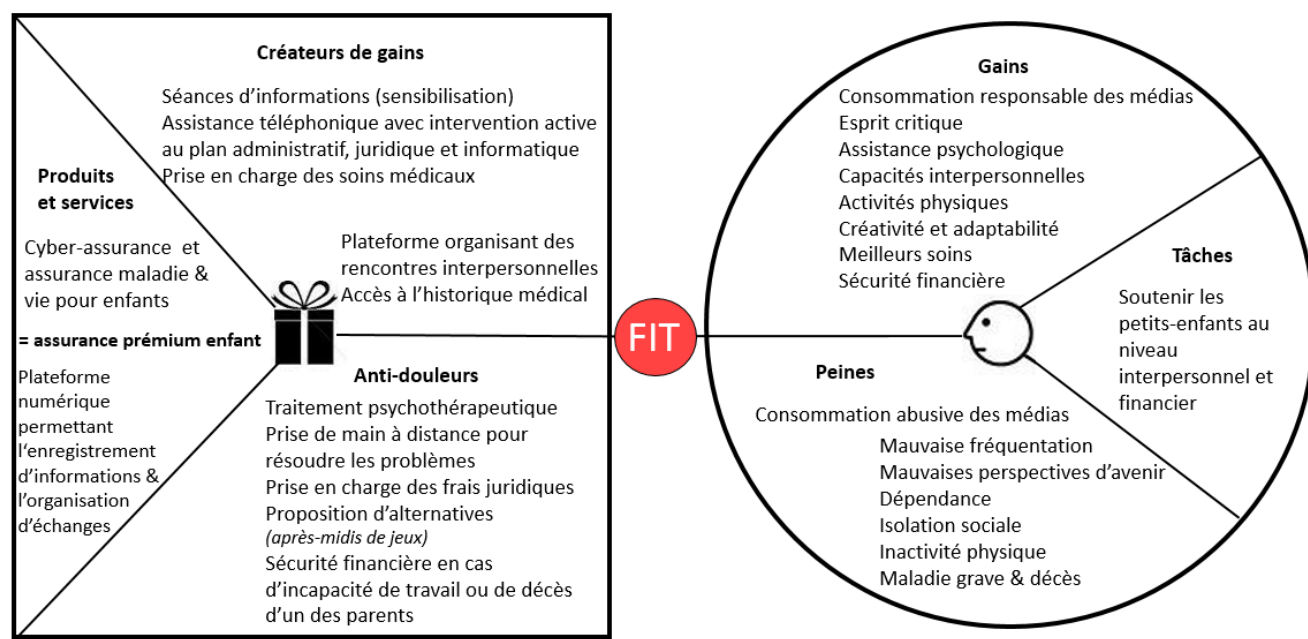 Créateurs de gains
Séances d’informations (sensibilisation)
Assistance téléphonique avec intervention active
au plan administratif, juridique et informatique
Prise en charge des soins médicaux
Plateforme organisant des
rencontres interpersonnelles
Accès à l’historique médical
Produits
et services
Cyber-assurance et
assurance maladie &
vie pour enfants
= assurance prémium enfant
Plateforme
numérique
permettant
l‘enregistrement
d’informations &
l’organisation
d’échanges
Anti-douleurs
Traitement psychothérapeutique
Prise de main à distance pour
résoudre les problèmes
Prise en charge des frais juridiques
Proposition d’alternatives
(après-midis de jeux)
Sécurité financière en cas
d’incapacité de travail ou de décès
d’un des parents
FIT
Gains
Consommation responsable des médias
Esprit critique
Assistance psychologique
Capacités interpersonnelles
Activités physiques
Créativité et adaptabilité
Meilleurs soins
Sécurité financière
Tâches
Soutenir les
petits-enfants au
niveau
interpersonnel et
financier
Peines
Consommation abusive des médias
Mauvaise fréquentation
Mauvaises perspectives d’avenir
Dépendance
Isolation sociale
Inactivité physique
Maladie grave & décès